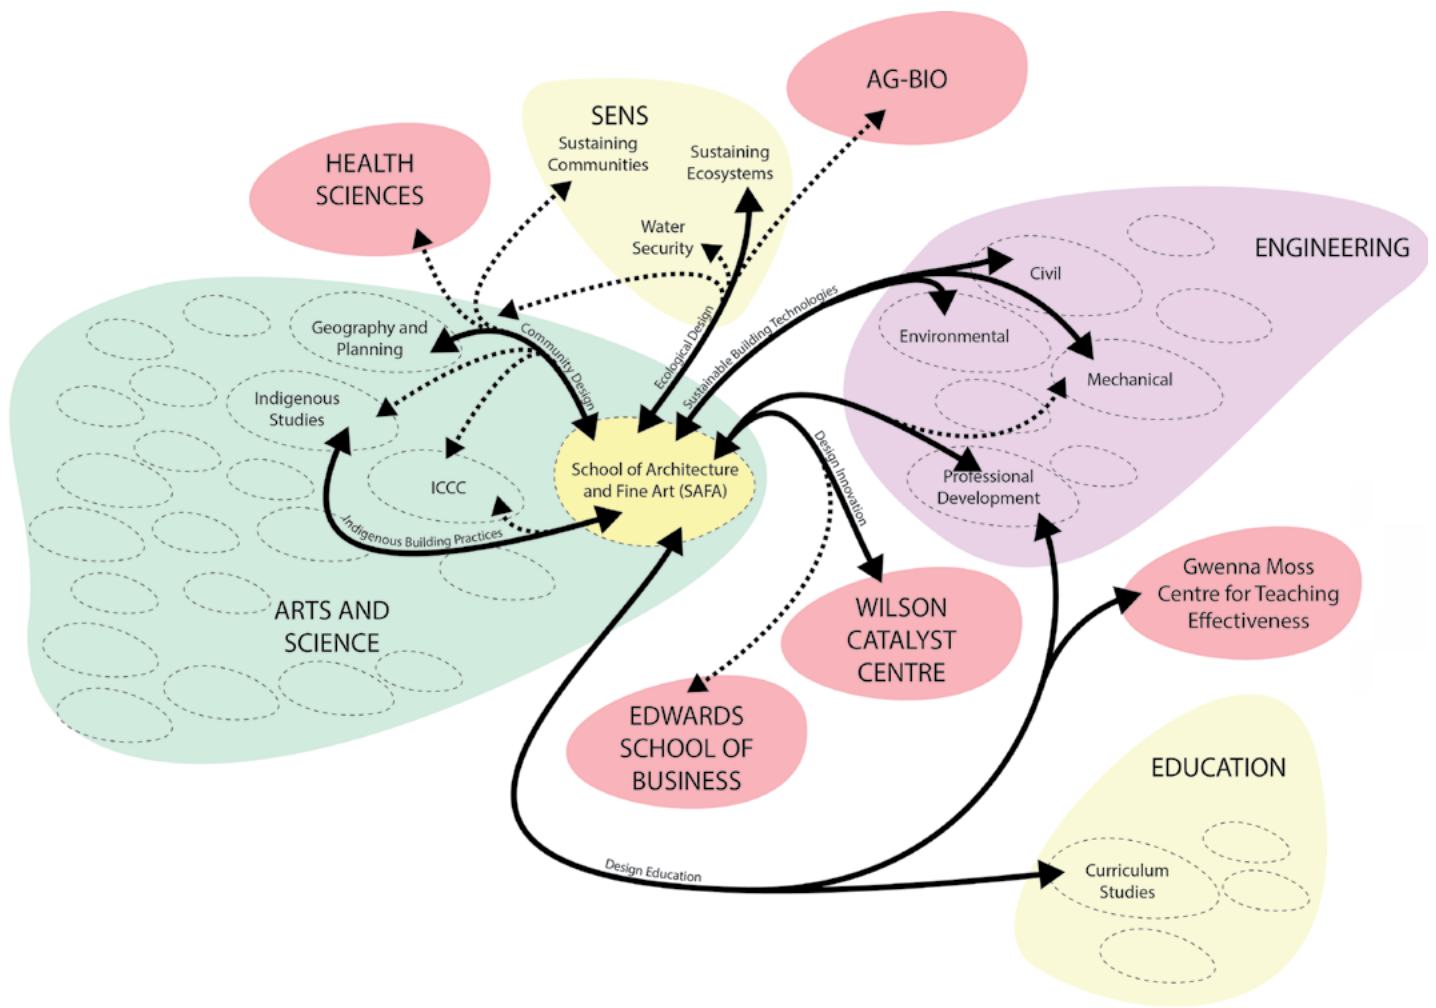 AG-BIO
SENS
Sustaining
Communities
Sustaining
Ecosystems
HEALTH
SCIENCES
Water
Security
ENGINEERING
Civil
Environmental
Mechanical
Professional
Development
Geography and
Planning
Indigenous
Studies
ICCC
Community Design
Ecological Design
Sustainable Building Technologies
Design Innovation
School of Architecture
and Fine Art (SAFA)
Indigenous Building Practices
ARTS AND
SCIENCE
WILSON
CATALYST
CENTRE
Gwenna Moss
Centre for Teaching
Effectiveness
EDWARDS
SCHOOL OF
BUSINESS
EDUCATION
Design Education
Curriculum
Studies